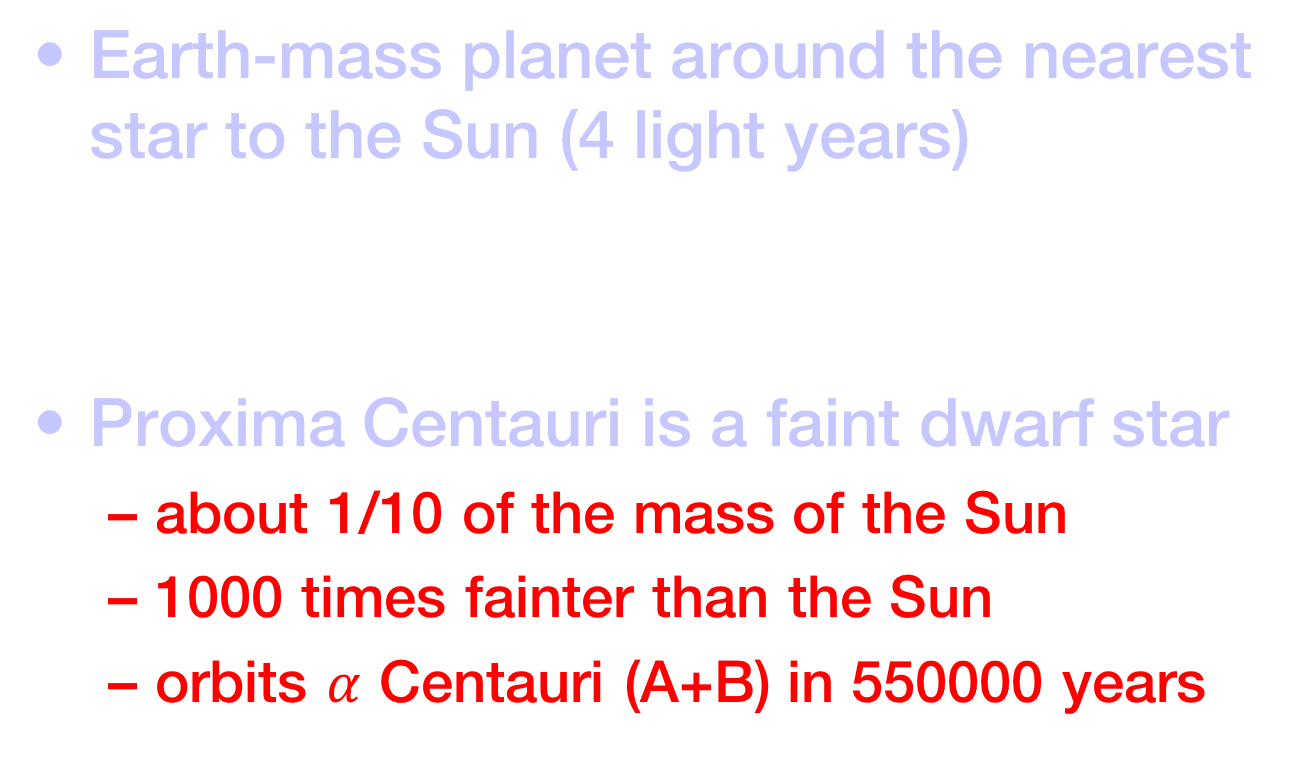 • Earth-mass planet around the nearest
star to the Sun (4 light years)
• Proxima Centauri is a faint dwarf star
– about 1/10 of the mass of the Sun
– 1000 times fainter than the Sun
– orbits α Centauri (A+B) in 550000 years